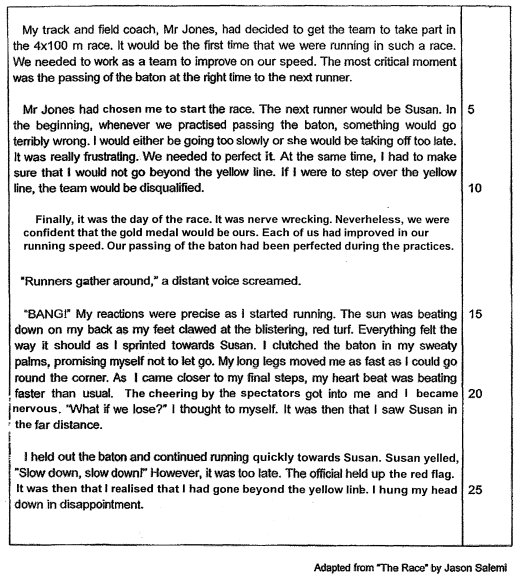 My track and field coach, Mr Jones, had decided to get the team to take part in
the 4x100 m race. It would be the first time that we were running in such a race.
We needed to work as a team to improve on our speed. The most critical moment
was the passing of the baton at the right time to the next runner.
Mr Jones had chosen me to start the race. The next runner would be Susan. In 5
the beginning, whenever we practised passing the baton, something would go
terribly wrong. I would either be going too slowly or she would be taking off too late.
It was really frustrating. We needed to perfect it. At the same time, I had to make
sure that I would not go beyond the yellow line. If I were to step over the yellow
line, the team would be disqualified. 10
Finally, it was the day of the race. It was nerve wrecking. Neverheless, we were
confident that the gold medal would be ours. Each of us had improved in our
running speed. Our passing of the baton had been perfected during the practices.
"Runners gather around," a distant voice screamed.
"BANG!" My reactions were precise as I started running. The sun was beating 15
down on my back as my feet clawed at the blistering, red turf. Everything felt the
way it should as I sprinted towards Susan. I clutched the baton in my sweaty
palms, promising myself not to let go. My long legs moved me as fast as I could go
round the corner. As I came closer to my final steps, my heart beat was beating
faster than usual. The cheering by the spectators got into me and I became 20
nervous. "What if we lose?" I thought to myself. It was then that I saw Susan in
the far distance.
I held out the baton and continued running quickly towards Susan. Susan yelled,
"Slow down, slow down!" However, it was too late. The official held up the red flag.
It was then that I realised that I had gone beyond the yellow link. I hung my head 25
down in disappointment.
Adapted from "The Race" by Jason Salemi